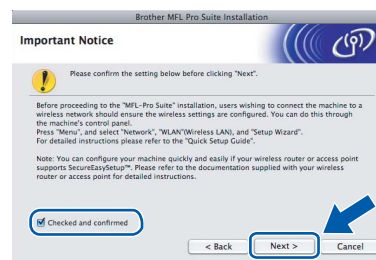 Brother MFL Pro Suite Installation
Important Notice
Please confirm the setting below before clicking "Next".
Before proceeding to the "MFL-Pro Suite" installation, users wishing to connect the machine to a
wireless network should ensure the wireless settings are configured. You can do this through
the machine's control panel.
Press "Menu", and select "Network", "WLAN"(Wireless LAN), and "Setup Wizard".
For detailed instructions please refer to the "Quick Setup Guide".
Note: You can configure your machine quickly and easily if your wireless router or access point
supports SecureEasySetup™. Please refer to the documentation supplied with your wireless
router or access point for detailed instructions.
Checked and confirmed
< Back Next > Cancel